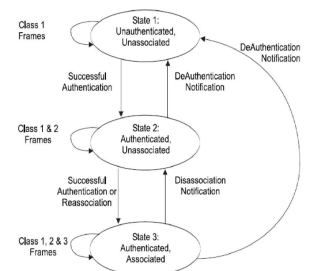 Class 1
Frames
State 1:
Unauthenticated,
Unassociated
DeAuthentication
Notification
Successful
Authentication
DeAuthentication
Notification
Class 1 & 2
Frames
State 2:
Authenticated,
Unassociated
Successful
Authentication or
Reassociation
Disassociation
Notification
Class 1, 2 & 3
Frames
State 3:
Authenticated,
Associated